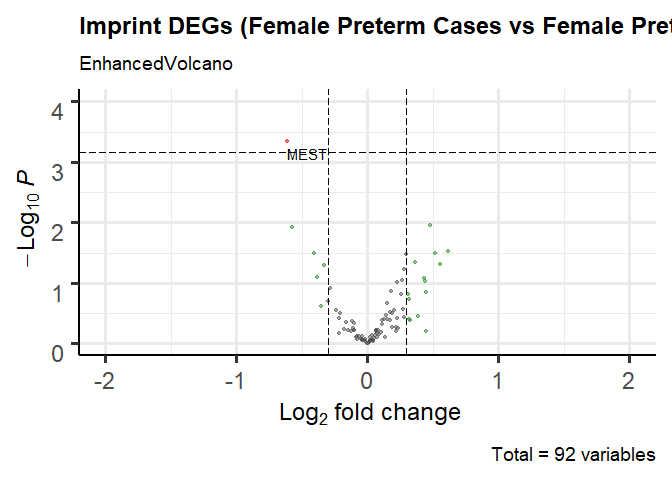 Imprint DEGs (Female Preterm Cases vs Female Pret
EnhancedVolcano
4
3
2
1
0
MEST
−Log10 P
-2
-1
0
1
2
Log2 fold change
Total = 92 variables